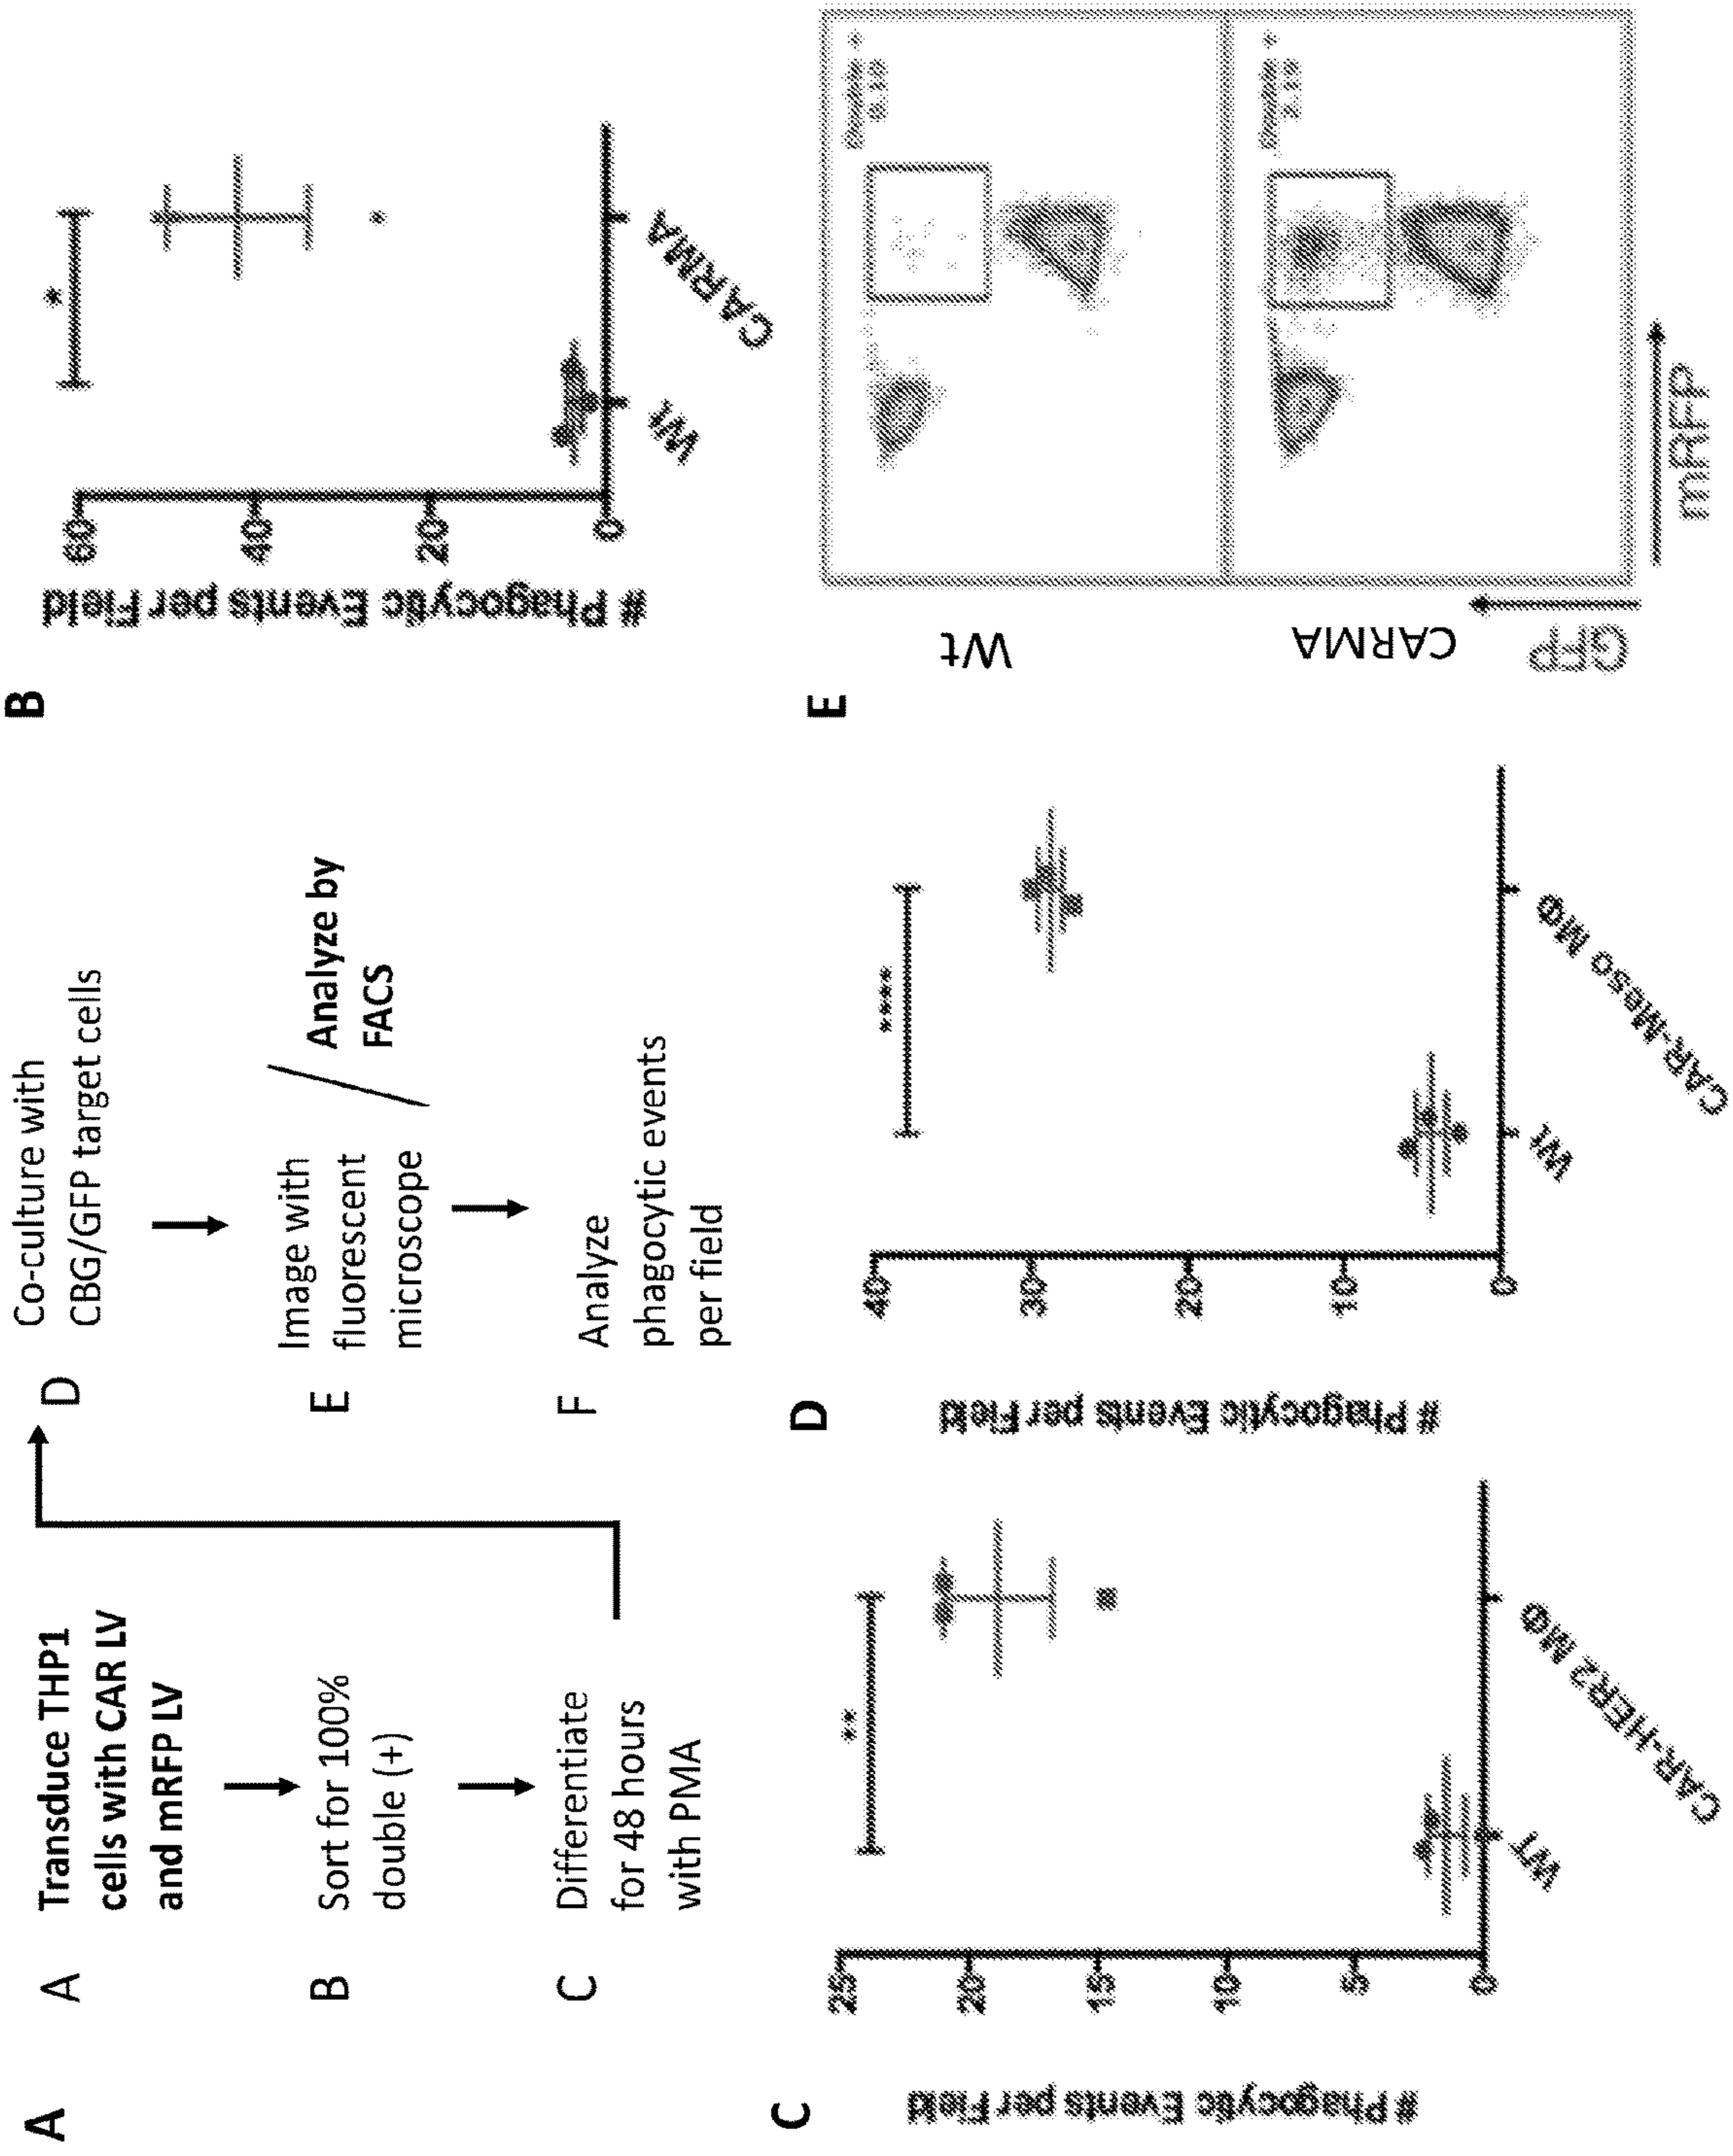 A
A Transduce THP1
cells with CAR LV
and mRFP LV
B Sort for 100%
double (+)
C Differentiate
for 48 hours
with PMA
D Co-culture with
CBG/GFP target cells
E Image with
fluorescent
microscope
Analyze by
FACS
F Analyze
phagocytic events
per field
B
# Phagocytic Events per Field
60
40
20
0
*
Wt
CARMA
C
# Phagocytic Events per Field
25
20
15
10
5
0
**
WT
CAR-HER2 MΦ
D
# Phagocytic Events per Field
40
30
20
10
0
****
Wt
CAR-Meso MΦ
E
Wt
CARMA
GFP
mRFP